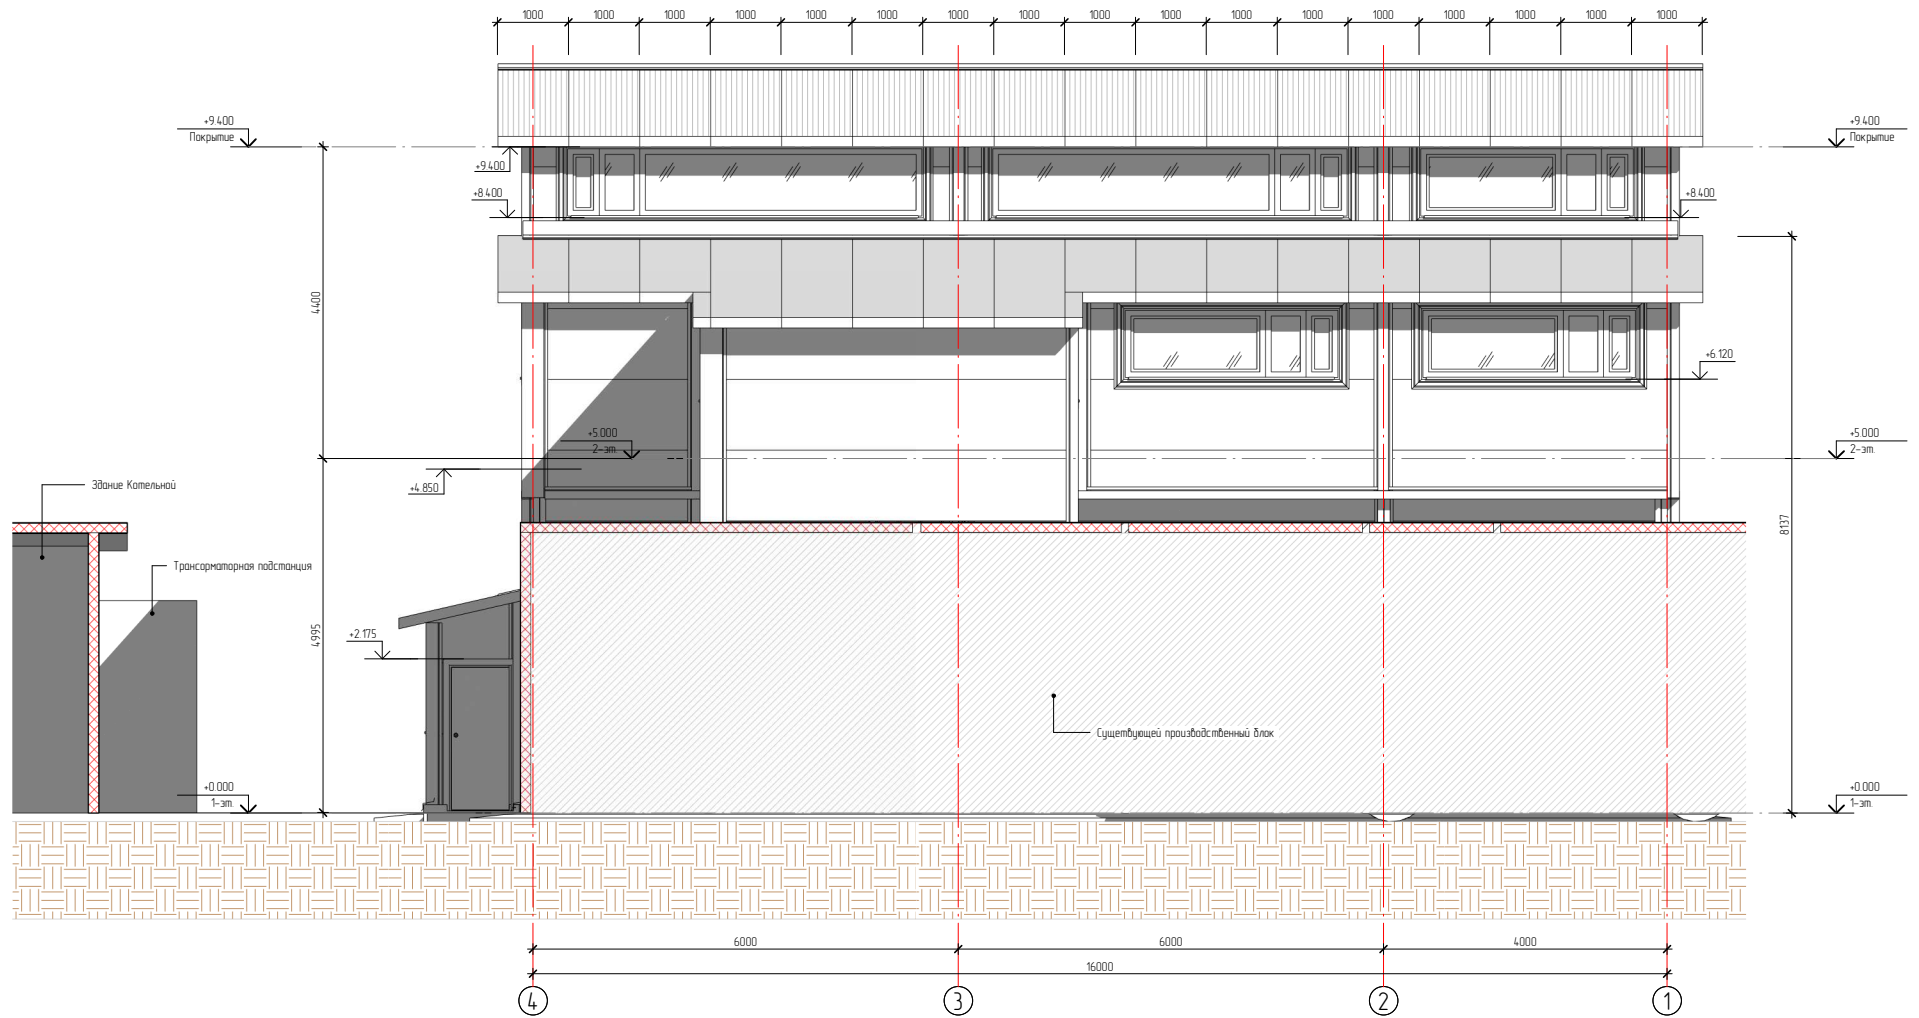 1000 1000 1000 1000 1000 1000 1000 1000 1000 1000 1000 1000 1000 1000 1000 1000 1000
+9.400
Покрытие
+9.400
Покрытие
+9.400
+8.400
+8.400
4400
+6.120
+5.000
2-эт.
+5.000
2-эт.
+4.850
Здание Котельной
8137
Трансорматорная подстанция
4995
+2.175
Сущетвующей производственный блок
+0.000
1-эт.
+0.000
1-эт.
6000 6000 4000
16000
4 3 2 1